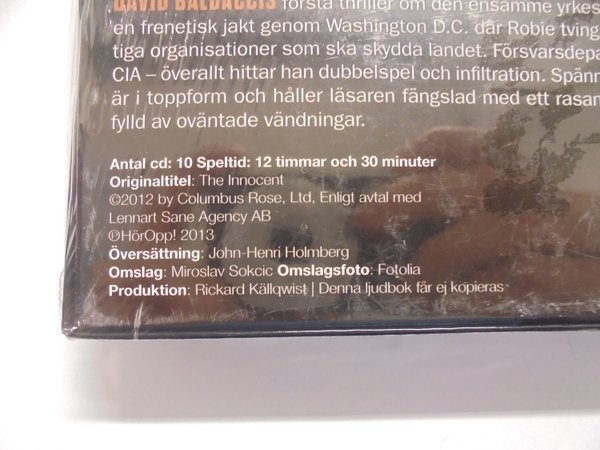 DAVID BALDACCIS första thriller om den ensamme yrkes
en frenetisk jakt genom Washington D.C. där Robie tving
tiga organisationer som ska skydda landet. Försvarsdepa
CIA – överallt hittar han dubbelspel och infiltration. Spänn
är i toppform och håller läsaren fängslad med ett rasam
fylld av oväntade vändningar.
Antal cd: 10 Speltid: 12 timmar och 30 minuter
Originaltitel: The Innocent
©2012 by Columbus Rose, Ltd, Enligt avtal med
Lennart Sane Agency AB
℗HörOpp! 2013
Översättning: John-Henri Holmberg
Omslag: Miroslav Sokcic Omslagsfoto: Fotolia
Produktion: Rickard Källqwist | Denna ljudbok får ej kopieras